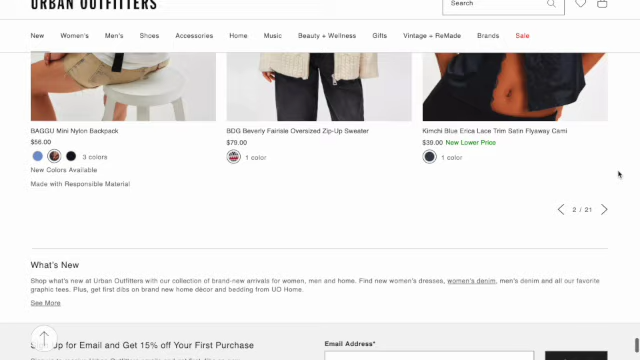 URBAN OUTFITTERS
Search
New Women's Men's Shoes Accessories Home Music Beauty + Wellness Gifts Vintage + ReMade Brands Sale
BAGGU Mini Nylon Backpack
$56.00
3 colors
New Colors Available
Made with Responsible Material
BDG Beverly Fairisle Oversized Zip-Up Sweater
$79.00
1 color
Kimchi Blue Erica Lace Trim Satin Flyaway Cami
$39.00 New Lower Price
1 color
2 / 21
What's New
Shop what's new at Urban Outfitters with our collection of brand-new arrivals for women, men and home. Find new women's dresses, women's denim, men's denim and all our favorite
graphic tees. Plus, get first dibs on brand new home décor and bedding from UO Home.
See More
Up for Email and Get 15% off Your First Purchase
Email Address*